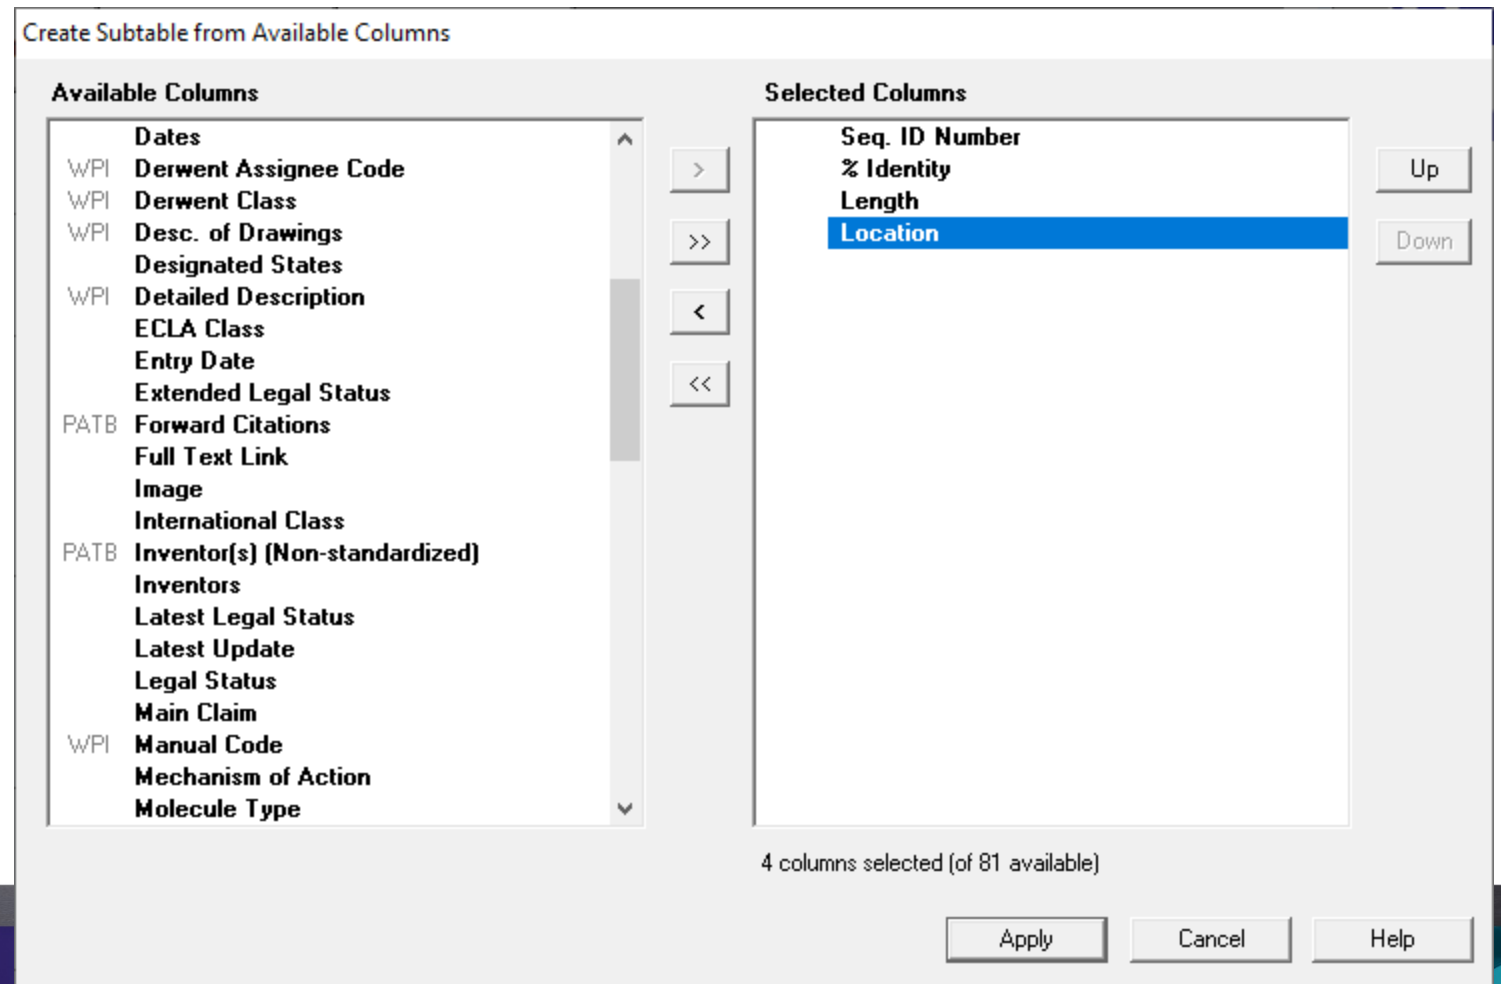 Create Subtable from Available Columns
Available Columns
Dates
WPI Derwent Assignee Code
WPI Derwent Class
WPI Desc. of Drawings
Designated States
WPI Detailed Description
ECLA Class
Entry Date
Extended Legal Status
PATB Forward Citations
Full Text Link
Image
International Class
PATB Inventor(s) (Non-standardized)
Inventors
Latest Legal Status
Latest Update
Legal Status
Main Claim
WPI Manual Code
Mechanism of Action
Molecule Type
>
>>
<
<<
Selected Columns
Seq. ID Number
% Identity
Length
Location
Up
Down
4 columns selected (of 81 available)
Apply
Cancel
Help